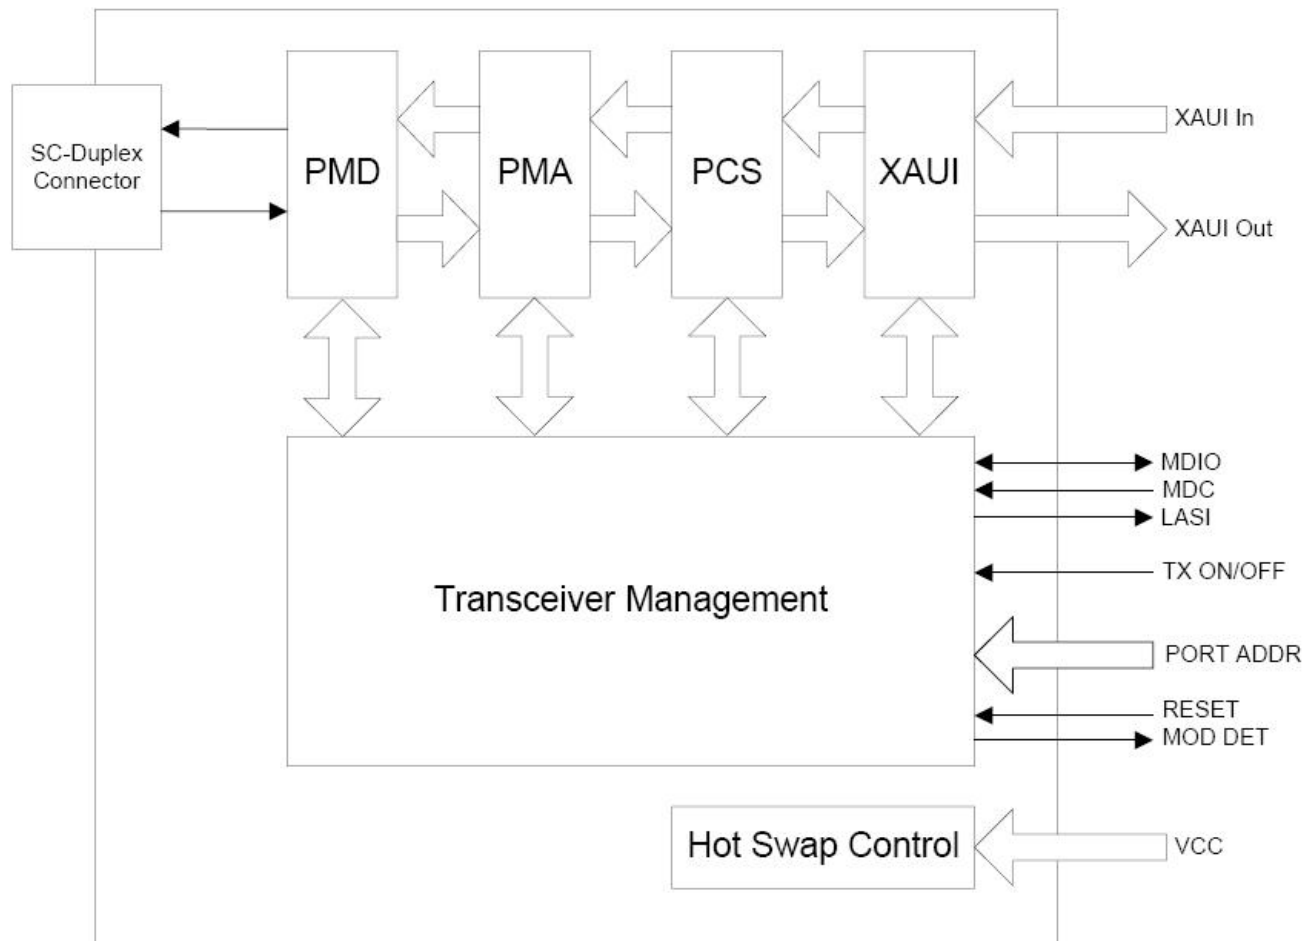 XAUI In
SC-Duplex
Connector
PMD
PMA
PCS
XAUI
XAUI Out
MDIO
MDC
LASI
TX ON/OFF
Transceiver Management
PORT ADDR
RESET
MOD DET
Hot Swap Control
VCC